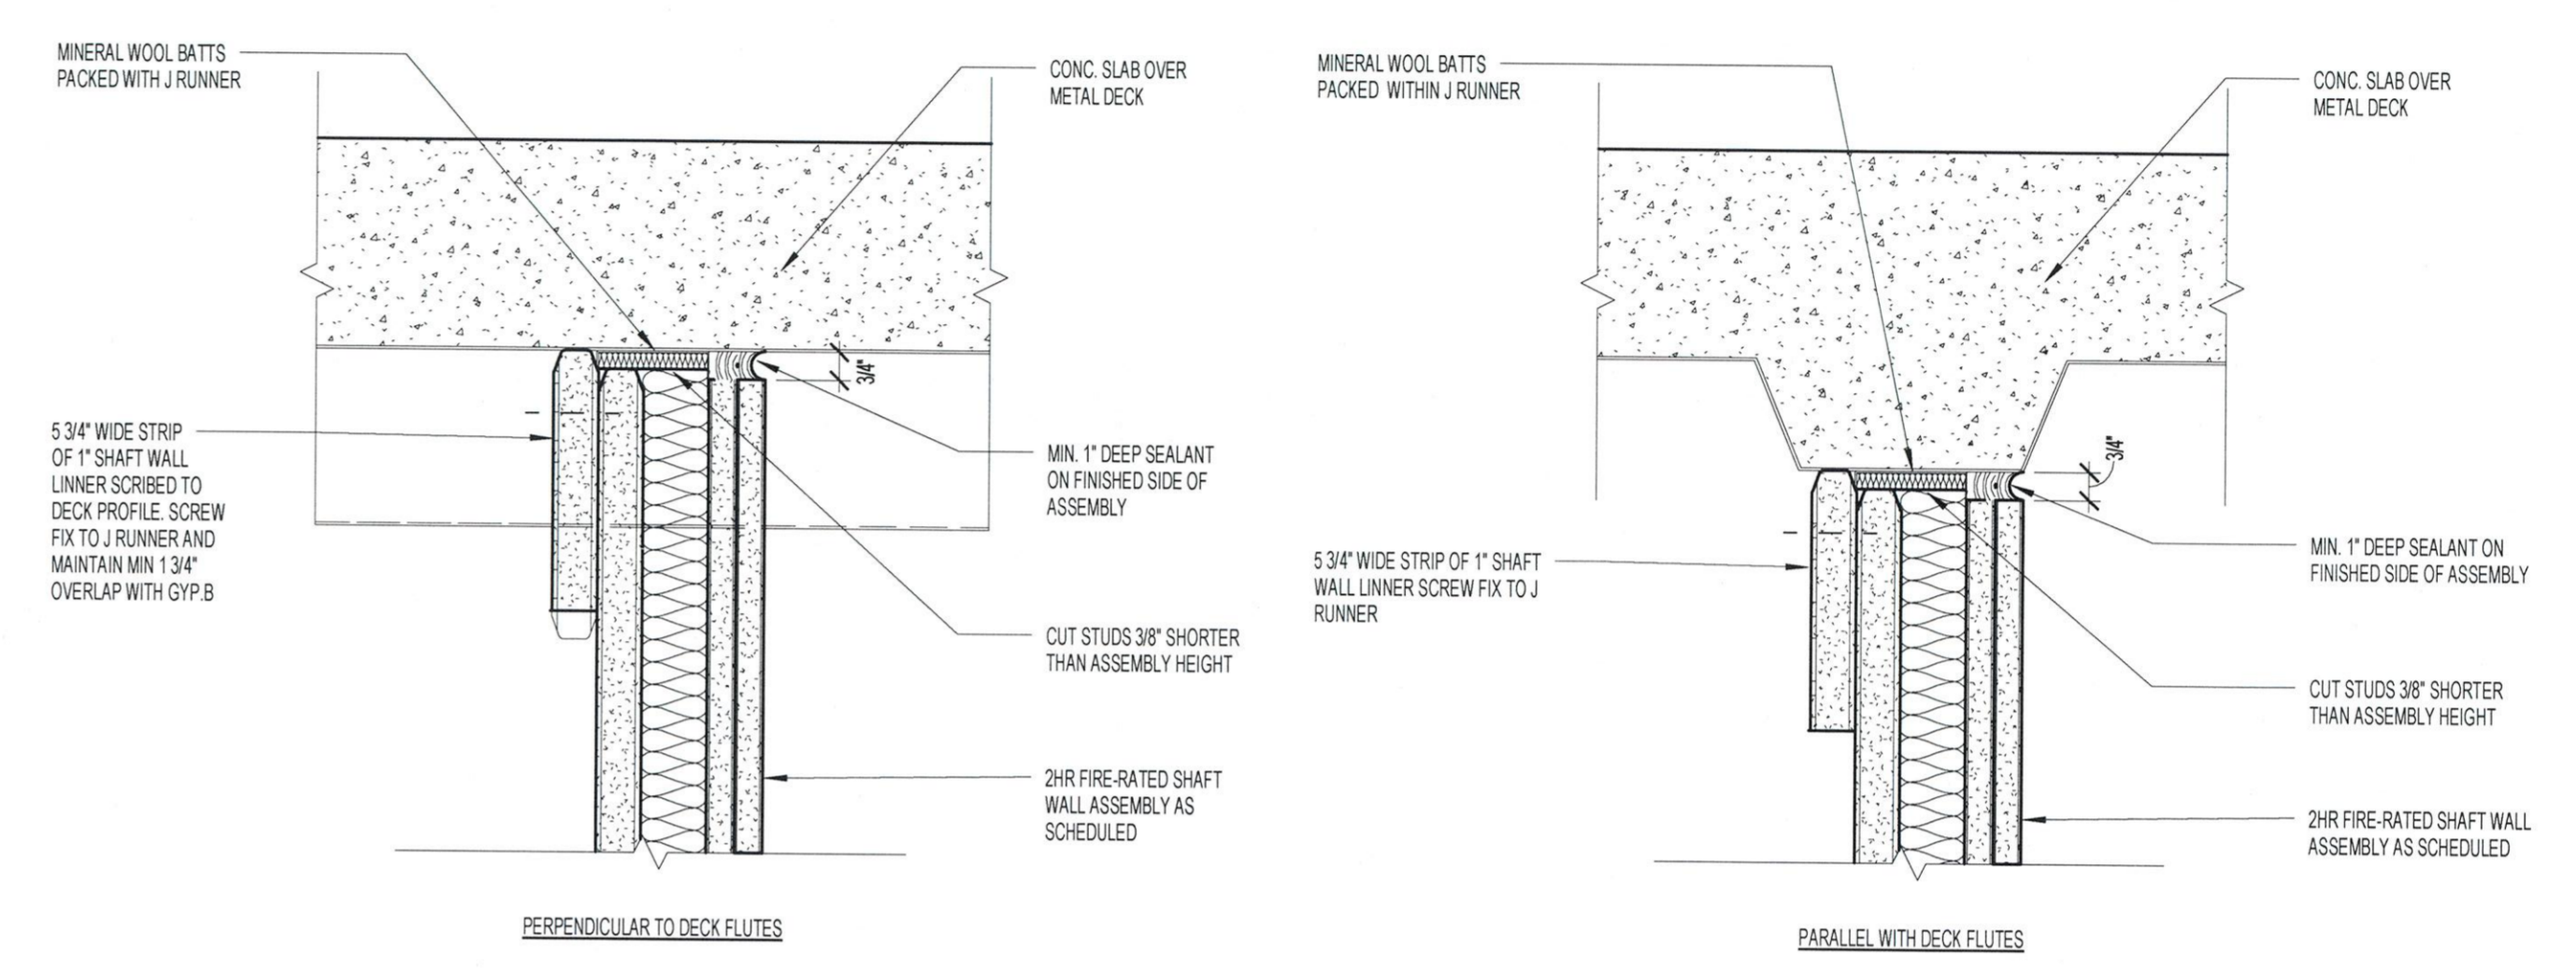 MINERAL WOOL BATTS
PACKED WITH J RUNNER
CONC. SLAB OVER
METAL DECK
3/4"
5 3/4" WIDE STRIP
OF 1" SHAFT WALL
LINNER SCRIBED TO
DECK PROFILE. SCREW
FIX TO J RUNNER AND
MAINTAIN MIN 1 3/4"
OVERLAP WITH GYP.B
MIN. 1" DEEP SEALANT
ON FINISHED SIDE OF
ASSEMBLY
CUT STUDS 3/8" SHORTER
THAN ASSEMBLY HEIGHT
2HR FIRE-RATED SHAFT
WALL ASSEMBLY AS
SCHEDULED
PERPENDICULAR TO DECK FLUTES
MINERAL WOOL BATTS
PACKED WITHIN J RUNNER
CONC. SLAB OVER
METAL DECK
3/4"
5 3/4" WIDE STRIP OF 1" SHAFT
WALL LINNER SCREW FIX TO J
RUNNER
MIN. 1" DEEP SEALANT ON
FINISHED SIDE OF ASSEMBLY
CUT STUDS 3/8" SHORTER
THAN ASSEMBLY HEIGHT
2HR FIRE-RATED SHAFT WALL
ASSEMBLY AS SCHEDULED
PARALLEL WITH DECK FLUTES